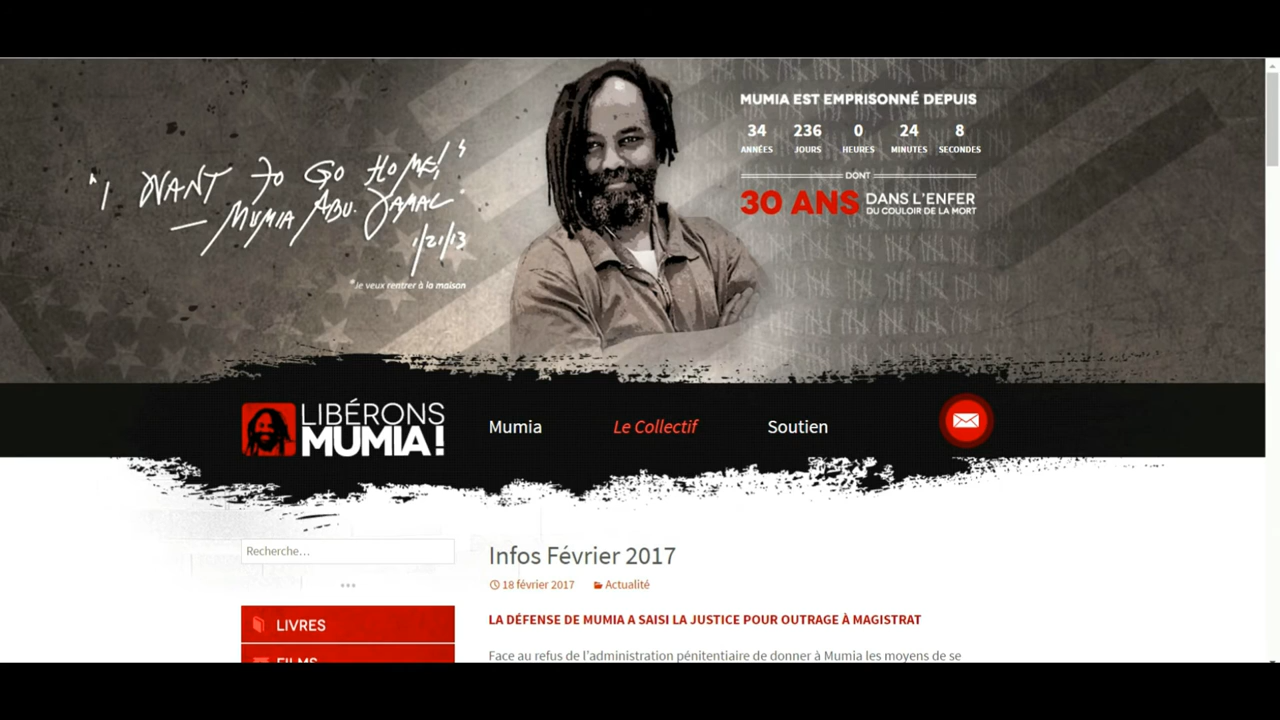 "I WANT TO GO HOME!"*
— MUMIA ABU-JAMAL
1/21/13
*Je veux rentrer à la maison
MUMIA EST EMPRISONNÉ DEPUIS
34 236 0 24 8
ANNÉES JOURS HEURES MINUTES SECONDES
DONT
30 ANS DANS L'ENFER
DU COULOIR DE LA MORT
LIBÉRONS
MUMIA!
Mumia Le Collectif Soutien
Recherche...
Infos Février 2017
18 février 2017 Actualité
LIVRES
FILMS
LA DÉFENSE DE MUMIA A SAISI LA JUSTICE POUR OUTRAGE À MAGISTRAT
Face au refus de l'administration pénitentiaire de donner à Mumia les moyens de se